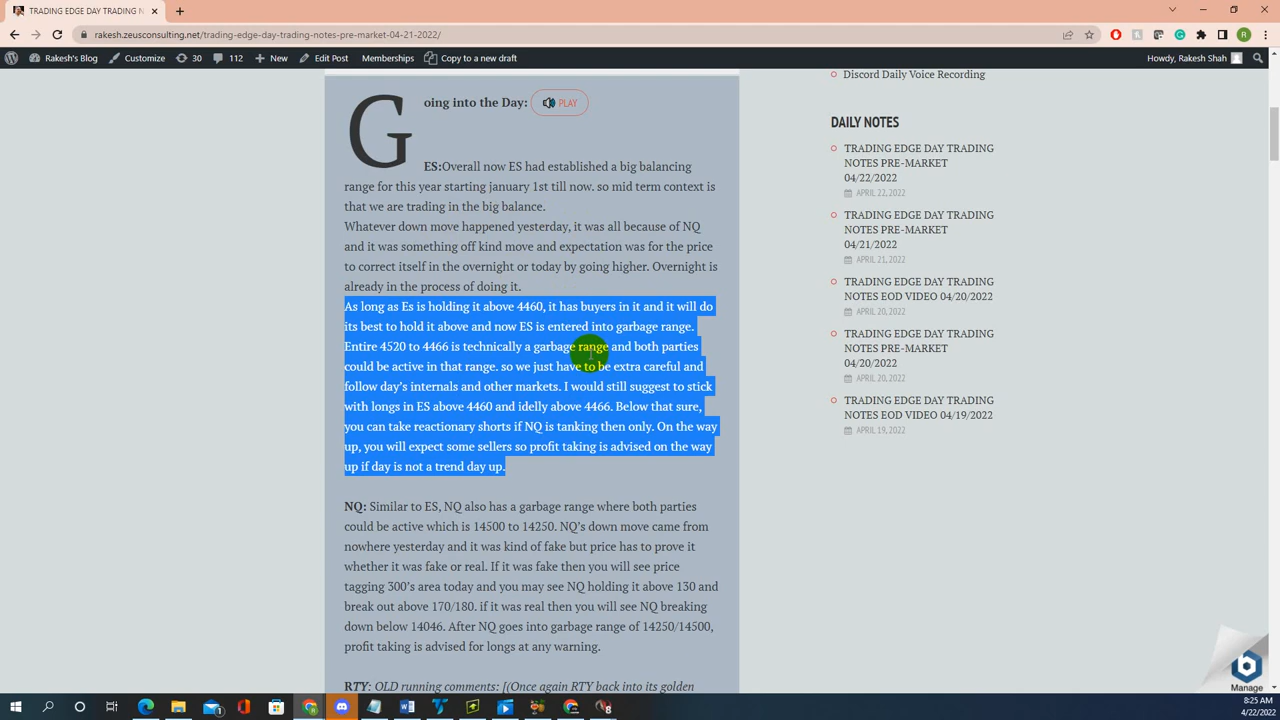 TRADING EDGE DAY TRADING N
rakesh.zeusconsulting.net/trading-edge-day-trading-notes-pre-market-04-21-2022/
R
Rakesh's Blog Customize 30 112 New Edit Post Memberships Copy to a new draft Howdy, Rakesh Shah
Going into the Day: PLAY
ES:Overall now ES had established a big balancing
range for this year starting january 1st till now. so mid term context is
that we are trading in the big balance.
Whatever down move happened yesterday, it was all because of NQ
and it was something off kind move and expectation was for the price
to correct itself in the overnight or today by going higher. Overnight is
already in the process of doing it.
As long as Es is holding it above 4460, it has buyers in it and it will do
its best to hold it above and now ES is entered into garbage range.
Entire 4520 to 4466 is technically a garbage range and both parties
could be active in that range. so we just have to be extra careful and
follow day's internals and other markets. I would still suggest to stick
with longs in ES above 4460 and idelly above 4466. Below that sure,
you can take reactionary shorts if NQ is tanking then only. On the way
up, you will expect some sellers so profit taking is advised on the way
up if day is not a trend day up.
NQ: Similar to ES, NQ also has a garbage range where both parties
could be active which is 14500 to 14250. NQ's down move came from
nowhere yesterday and it was kind of fake but price has to prove it
whether it was fake or real. If it was fake then you will see price
tagging 300's area today and you may see NQ holding it above 130 and
break out above 170/180. if it was real then you will see NQ breaking
down below 14046. After NQ goes into garbage range of 14250/14500,
profit taking is advised for longs at any warning.
RTY: OLD running comments: [(Once again RTY back into its golden
Discord Daily Voice Recording
DAILY NOTES
TRADING EDGE DAY TRADING
NOTES PRE-MARKET
04/22/2022
APRIL 22, 2022
TRADING EDGE DAY TRADING
NOTES PRE-MARKET
04/21/2022
APRIL 21, 2022
TRADING EDGE DAY TRADING
NOTES EOD VIDEO 04/20/2022
APRIL 20, 2022
TRADING EDGE DAY TRADING
NOTES PRE-MARKET
04/20/2022
APRIL 20, 2022
TRADING EDGE DAY TRADING
NOTES EOD VIDEO 04/19/2022
APRIL 19, 2022
Manage
8:25 AM
4/22/2022